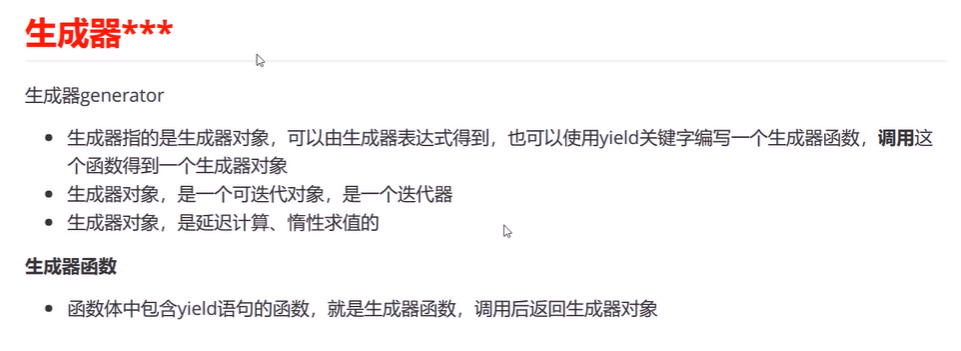 生成器***
生成器generator
生成器指的是生成器对象，可以由生成器表达式得到，也可以使用yield关键字编写一个生成器函数，调用这
个函数得到一个生成器对象
生成器对象，是一个可迭代对象，是一个迭代器
生成器对象，是延迟计算、惰性求值的
生成器函数
函数体中包含yield语句的函数，就是生成器函数，调用后返回生成器对象